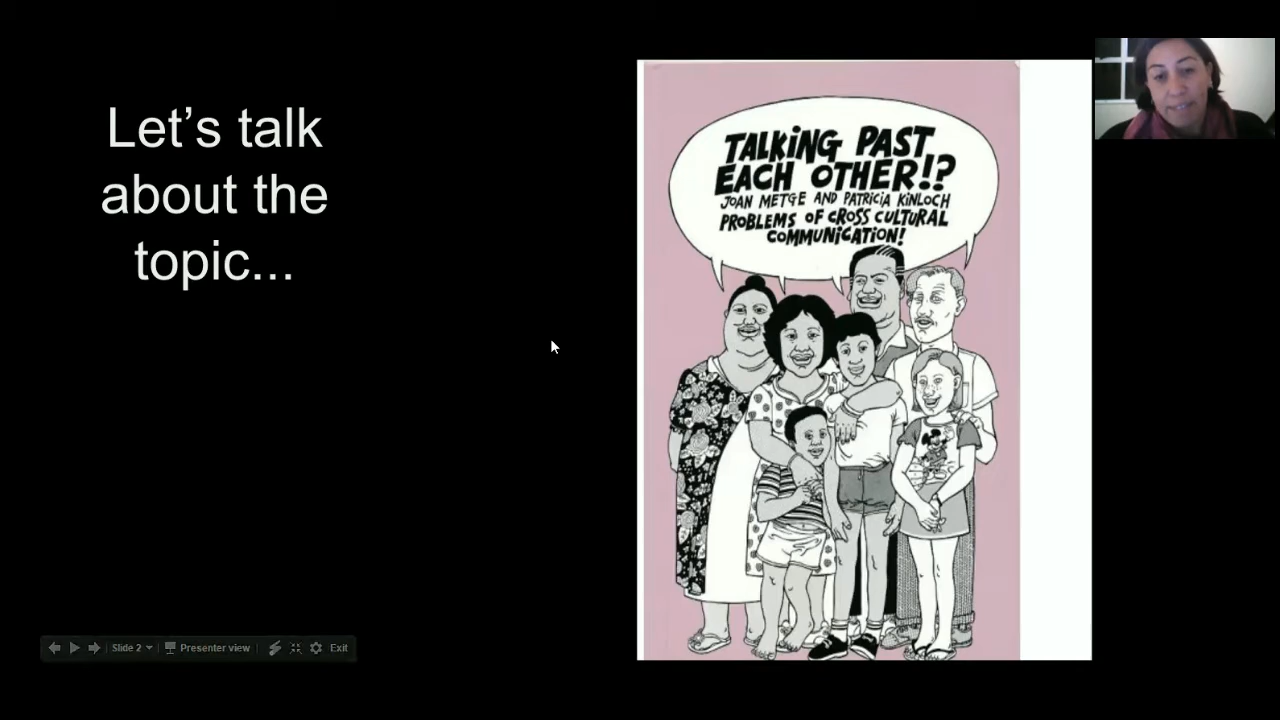 Let's talk
about the
topic...
TALKING PAST
EACH OTHER!?
JOAN METGE AND PATRICIA KINLOCH
PROBLEMS OF CROSS CULTURAL
COMMUNICATION!
Slide 2
Presenter view
Exit